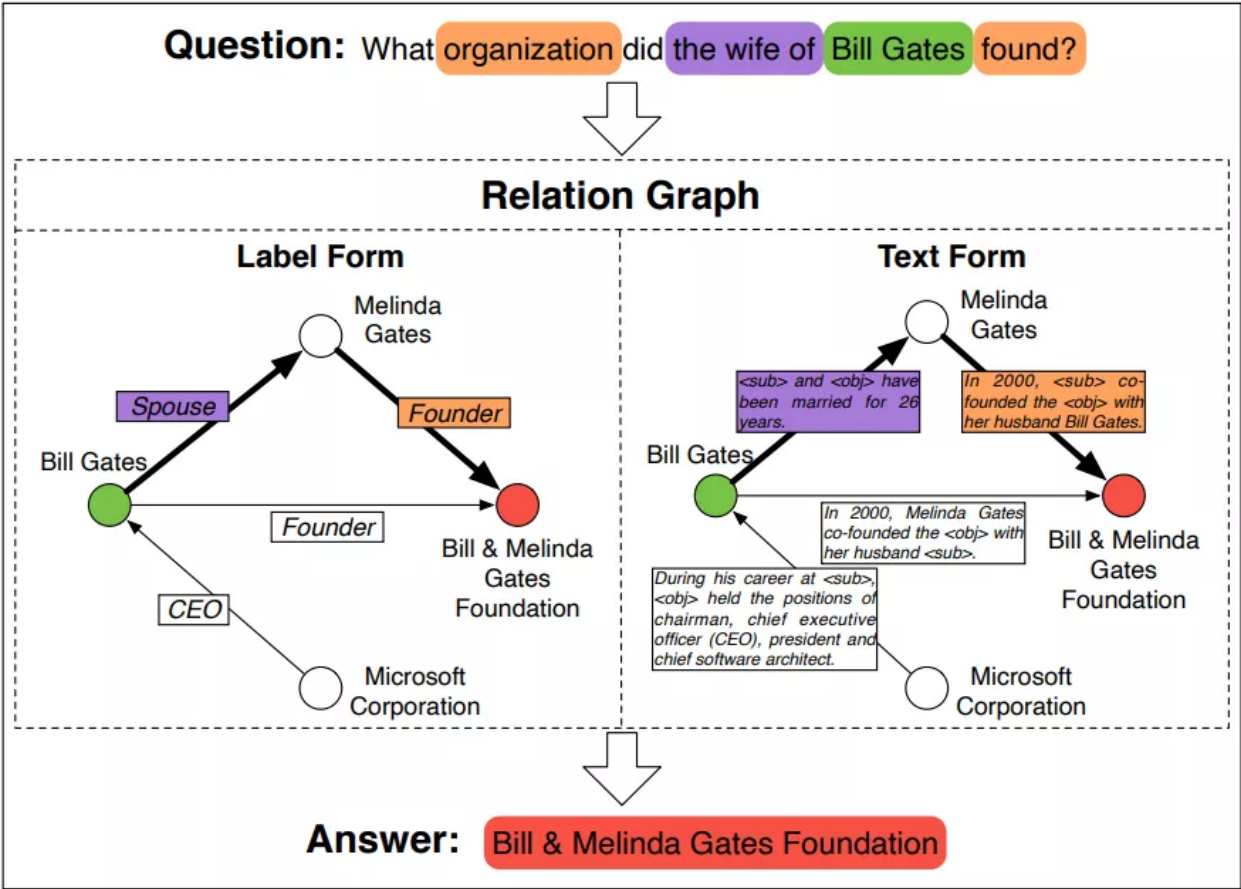 Question: What organization did the wife of Bill Gates found?
Relation Graph
Label Form
Melinda
Gates
Spouse
Founder
Bill Gates
Founder
Bill & Melinda
Gates
Foundation
CEO
Microsoft
Corporation
Text Form
Melinda
Gates
<sub> and <obj> have
been married for 26
years.
In 2000, <sub> co-
founded the <obj> with
her husband Bill Gates.
Bill Gates
In 2000, Melinda Gates
co-founded the <obj> with
her husband <sub>.
Bill & Melinda
Gates
Foundation
During his career at <sub>,
<obj> held the positions of
chairman, chief executive
officer (CEO), president and
chief software architect.
Microsoft
Corporation
Answer: Bill & Melinda Gates Foundation